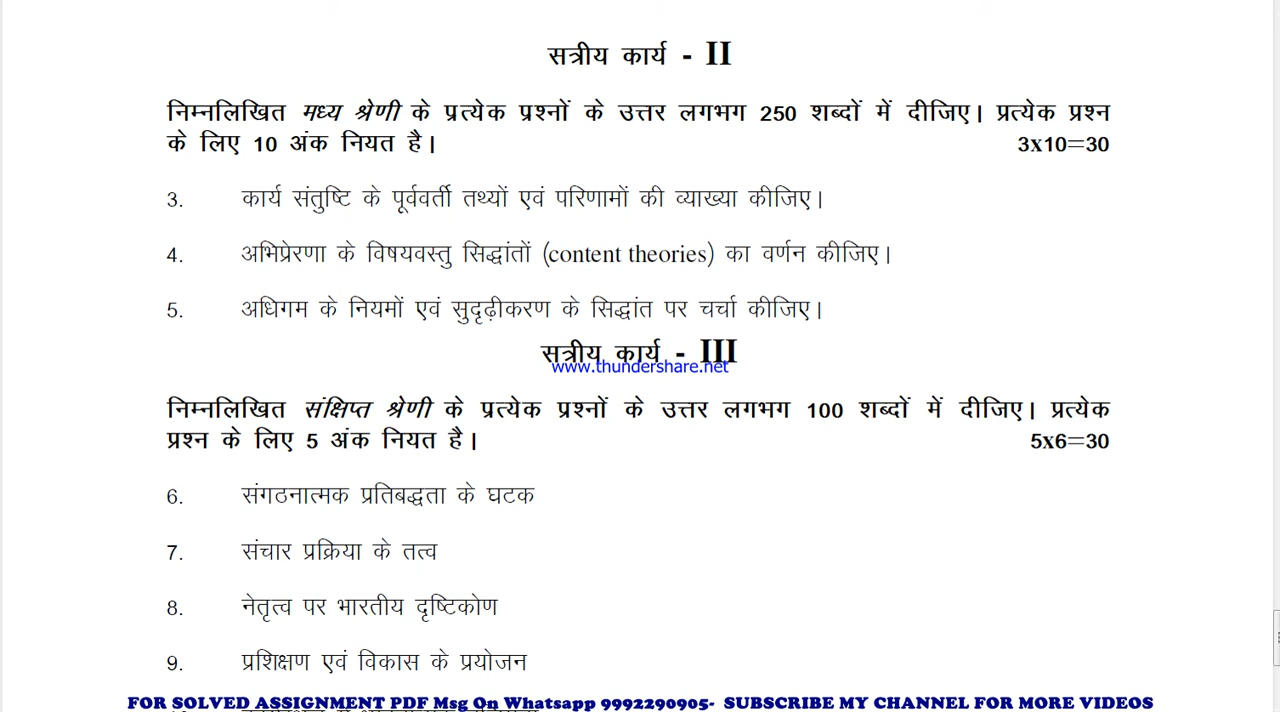 सत्रीय कार्य - II
निम्नलिखित मध्य श्रेणी के प्रत्येक प्रश्नों के उत्तर लगभग 250 शब्दों में दीजिए। प्रत्येक प्रश्न
के लिए 10 अंक नियत है। 3x10=30
3. कार्य संतुष्टि के पूर्ववर्ती तथ्यों एवं परिणामों की व्याख्या कीजिए।
4. अभिप्रेरणा के विषयवस्तु सिद्धांतों (content theories) का वर्णन कीजिए।
5. अधिगम के नियमों एवं सुदृढ़ीकरण के सिद्धांत पर चर्चा कीजिए।
सत्रीय कार्य - III
www.thundershare.net
निम्नलिखित संक्षिप्त श्रेणी के प्रत्येक प्रश्नों के उत्तर लगभग 100 शब्दों में दीजिए। प्रत्येक
प्रश्न के लिए 5 अंक नियत है। 5x6=30
6. संगठनात्मक प्रतिबद्धता के घटक
7. संचार प्रक्रिया के तत्व
8. नेतृत्व पर भारतीय दृष्टिकोण
9. प्रशिक्षण एवं विकास के प्रयोजन
FOR SOLVED ASSIGNMENT PDF Msg On Whatsapp 9992290905- SUBSCRIBE MY CHANNEL FOR MORE VIDEOS